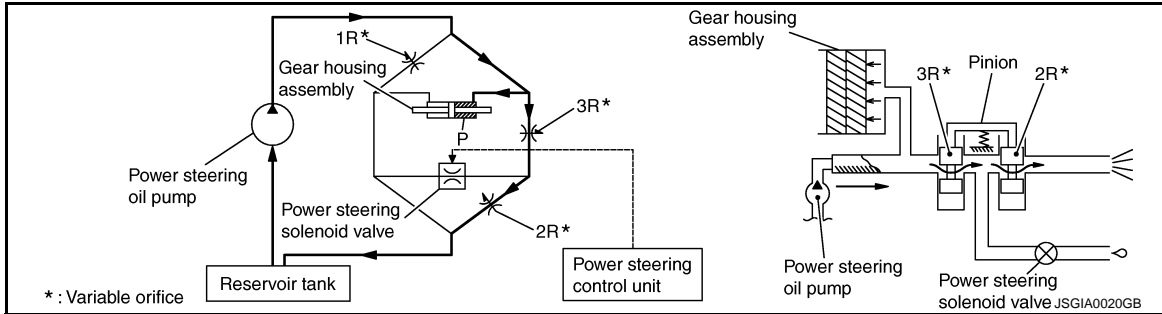 1R*
Gear housing
assembly
3R*
P
Power steering
oil pump
Power steering
solenoid valve
2R*
Reservoir tank
Power steering
control unit
* : Variable orifice
Gear housing
assembly
Pinion
3R*
2R*
Power steering
oil pump
Power steering
solenoid valve
JSGIA0020GB